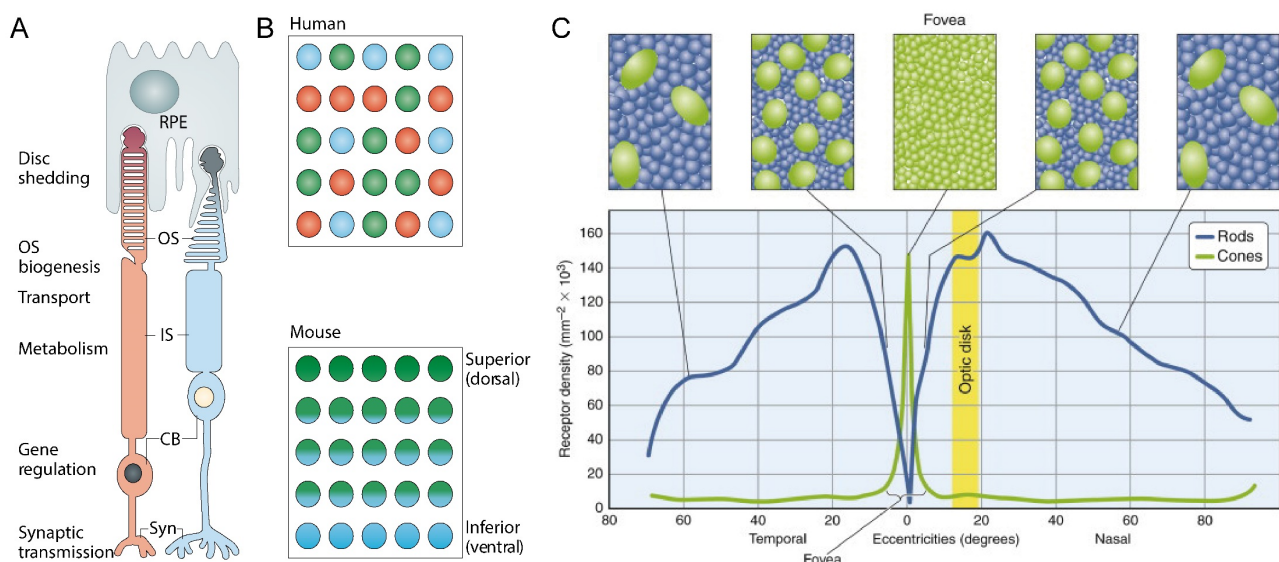 A
RPE
Disc
shedding
OS
OS
biogenesis
Transport
IS
Metabolism
CB
Gene
regulation
Syn
Synaptic
transmission
B
Human
Mouse
Superior
(dorsal)
Inferior
(ventral)
C
Fovea
Receptor density (mm⁻² × 10³)
160
140
120
100
80
60
40
20
0
Optic disk
Rods
Cones
80 60 40 20 0 20 40 60 80
Temporal Eccentricities (degrees) Nasal
Fovea